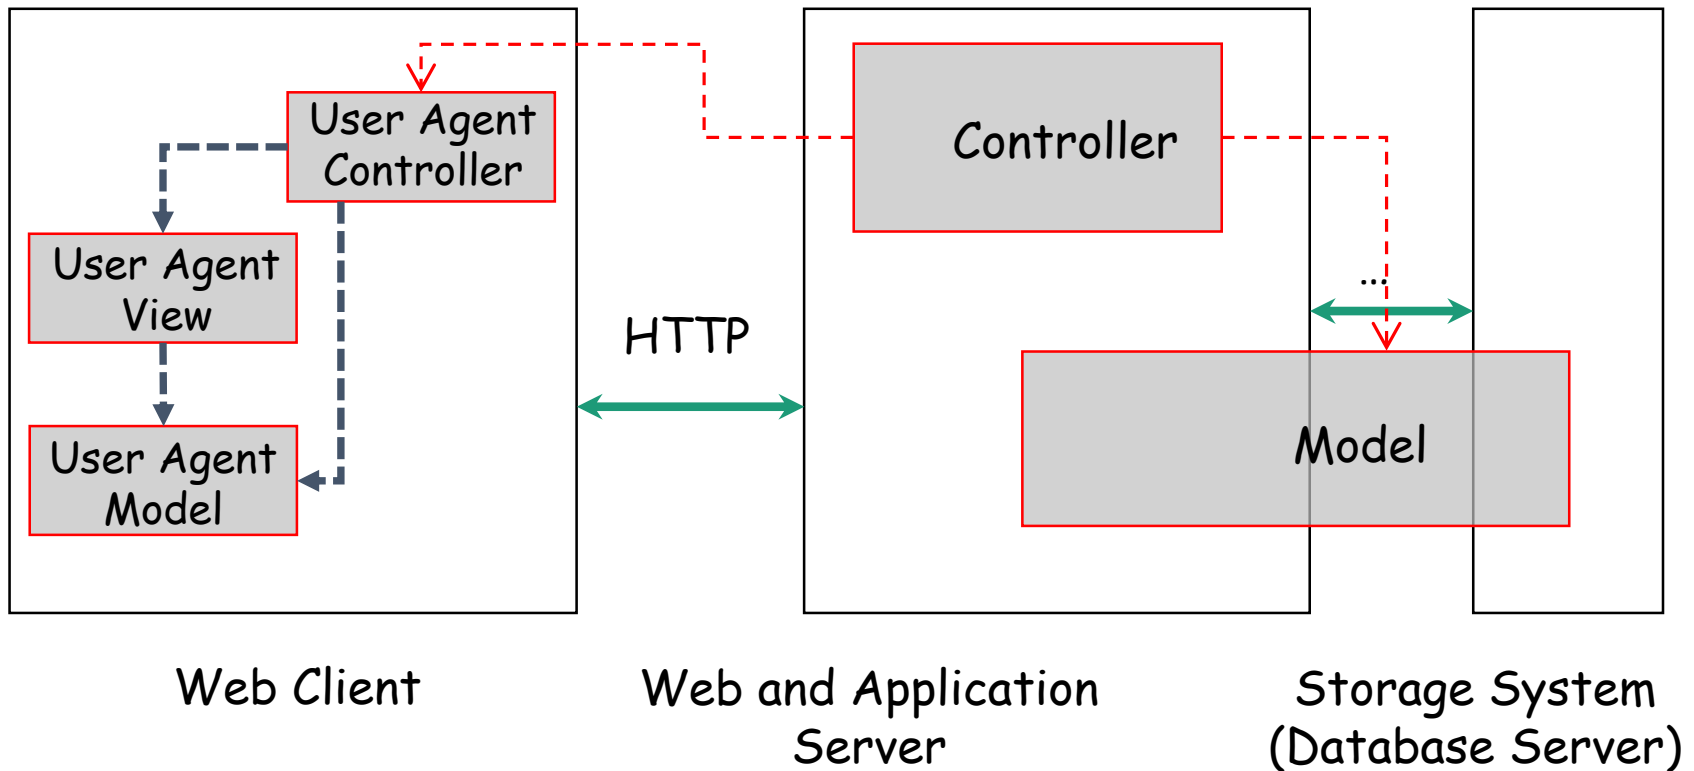 User Agent
Controller
Controller
User Agent
View
...
HTTP
User Agent
Model
Model
Web Client
Web and Application
Server
Storage System
(Database Server)